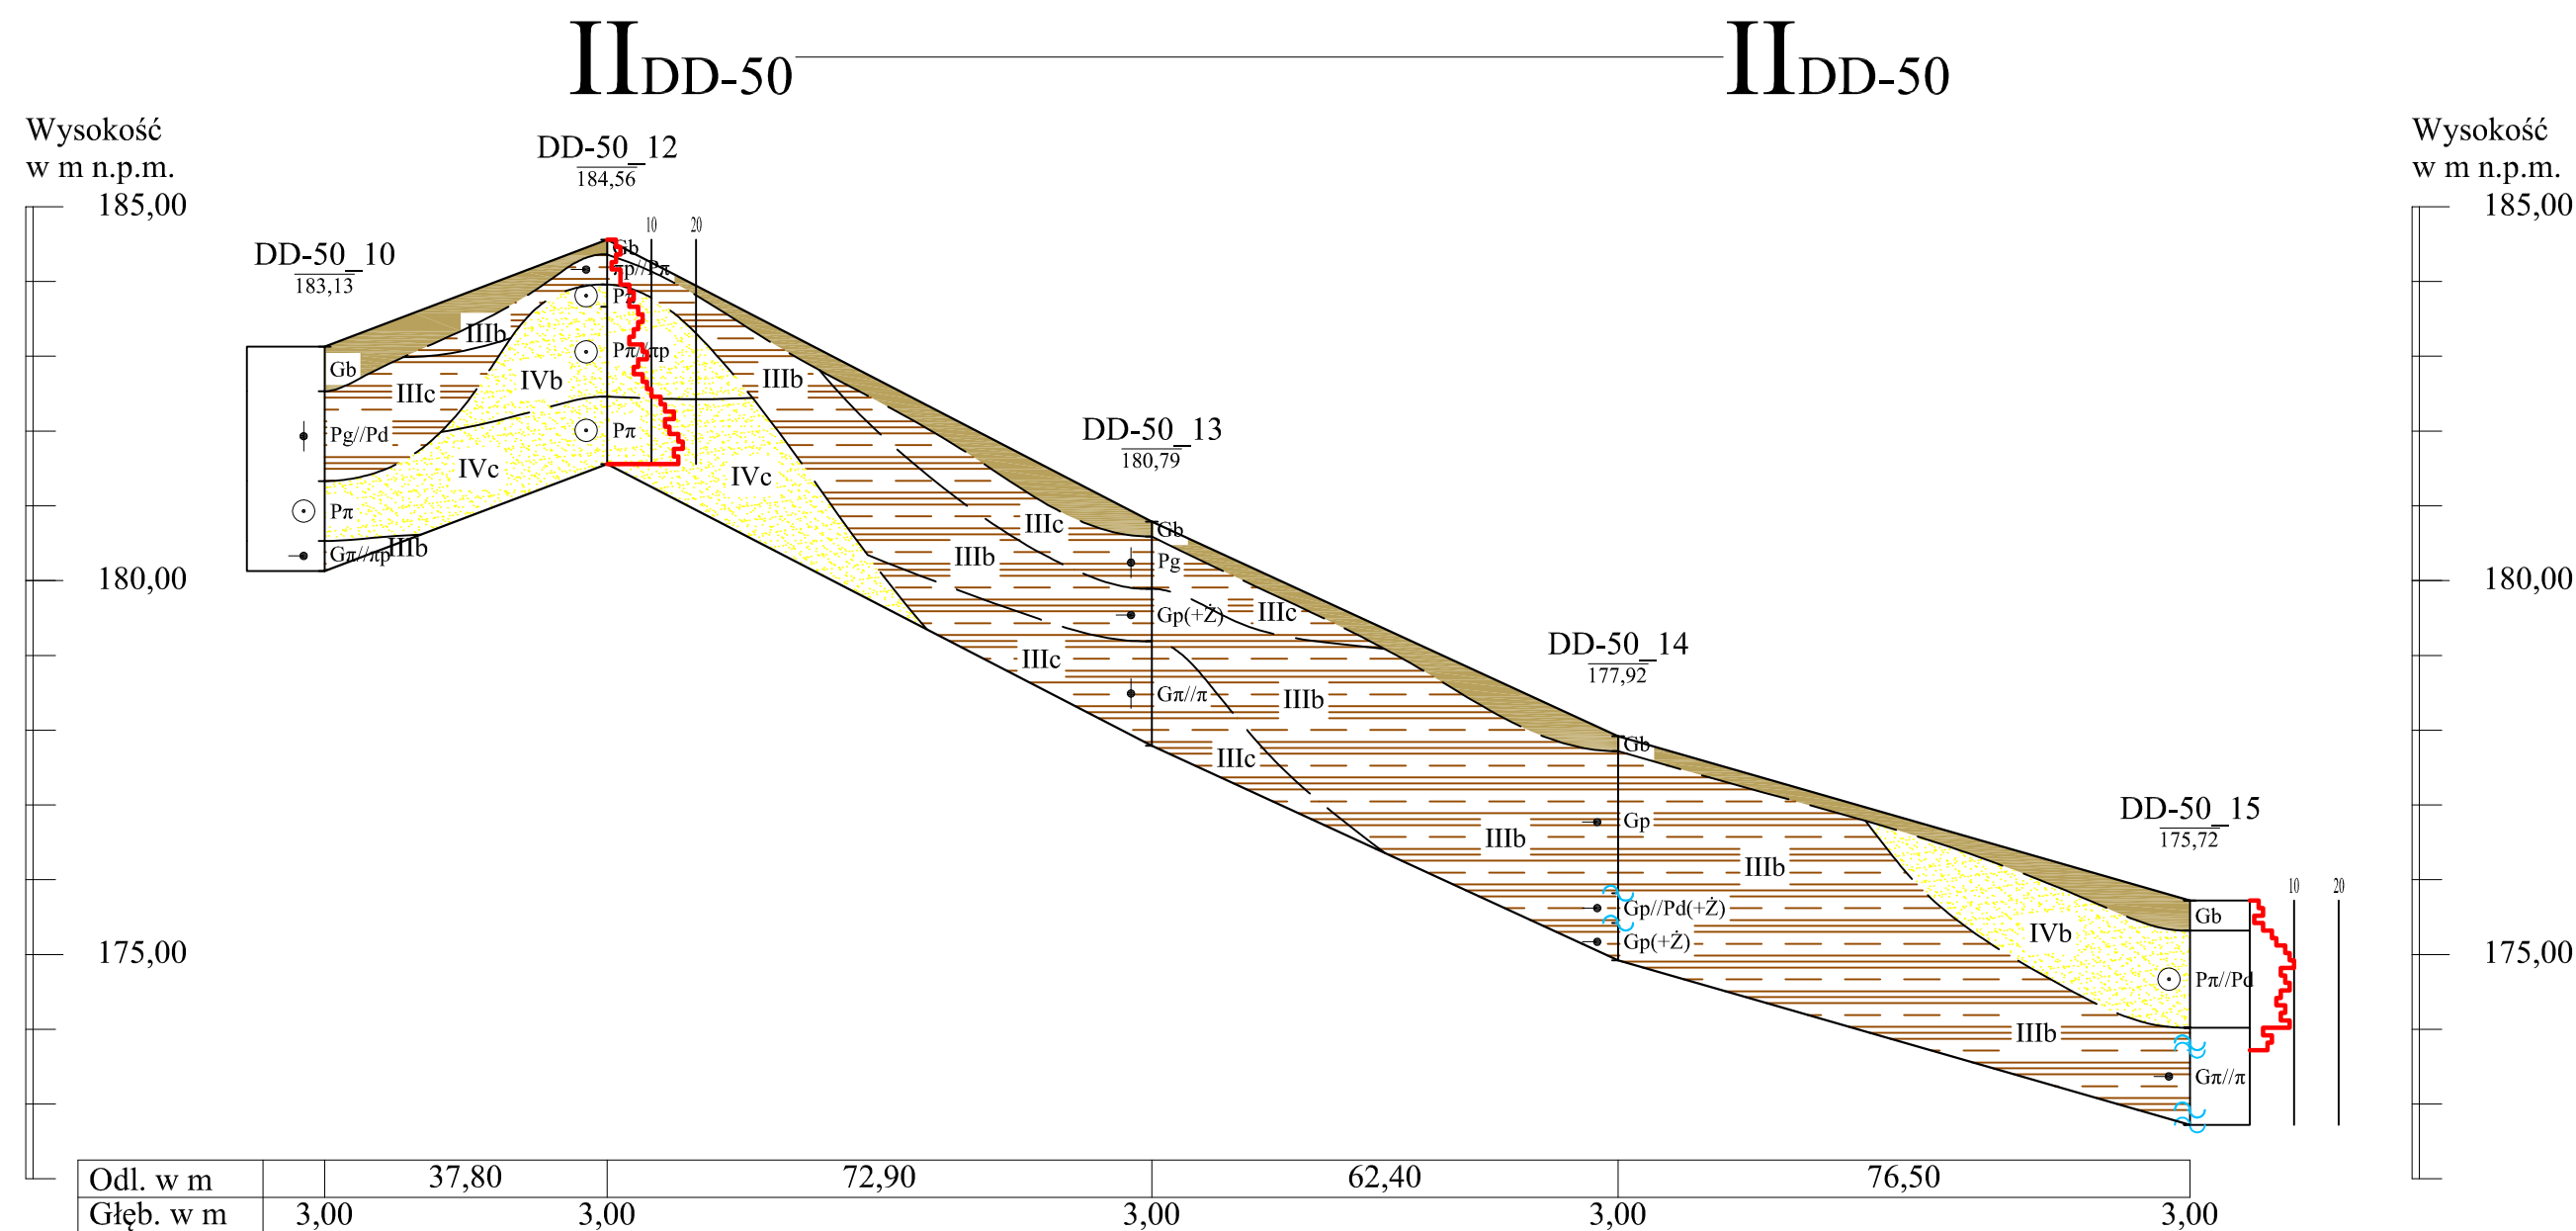 IIDD-50 IIDD-50
Wysokość
w m n.p.m.
Wysokość
w m n.p.m.
185,00
180,00
175,00
185,00
180,00
175,00
DD-50_10
183,13
Gb
Pg//Pd
Pπ
Gπ//πp
DD-50_12
184,56
10 20
Gb
πp//Pπ
Pπ
Pπ//πp
Pπ
DD-50_13
180,79
Gb
Pg
Gp(+Ż)
Gπ//π
DD-50_14
177,92
Gb
Gp
Gp//Pd(+Ż)
Gp(+Ż)
DD-50_15
175,72
10 20
Gb
Pπ//Pd
Gπ//π
IIIb
IIIc
IVb
IVc
IIIb
IIIb
IVc
IIIc
IIIb
IIIc
IIIc
IIIb
IIIc
IIIb
IIIb
IVb
IIIb
Odl. w m 37,80 72,90 62,40 76,50
Głęb. w m 3,00 3,00 3,00 3,00 3,00